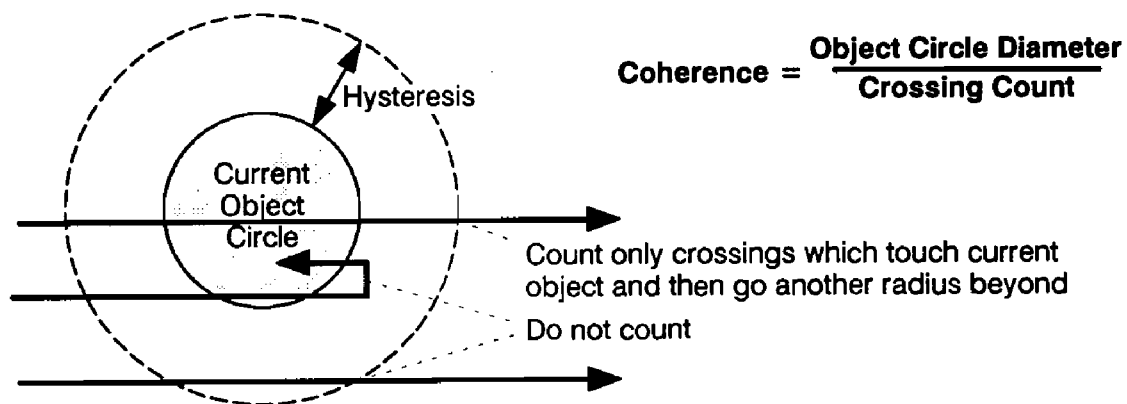 Coherence = Object Circle Diameter
Crossing Count
Hysteresis
Current
Object
Circle
Count only crossings which touch current
object and then go another radius beyond
Do not count